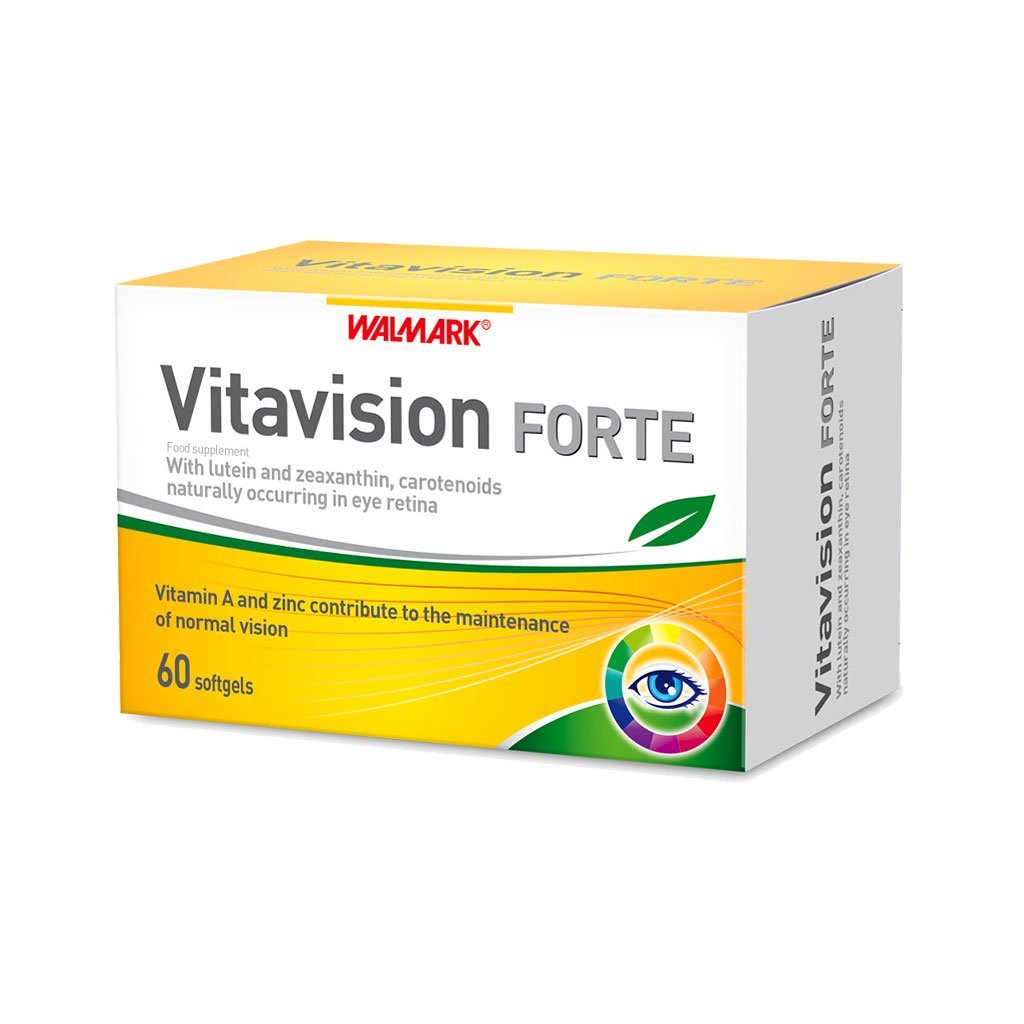 Vitavision FORTE
WALMARK®
Vitavision FORTE
Food supplement
With lutein and zeaxanthin, carotenoids
naturally occurring in eye retina
Vitamin A and zinc contribute to the maintenance
of normal vision
60 softgels
Vitavision FORTE
With lutein and zeaxanthin, carotenoids
naturally occurring in eye retina